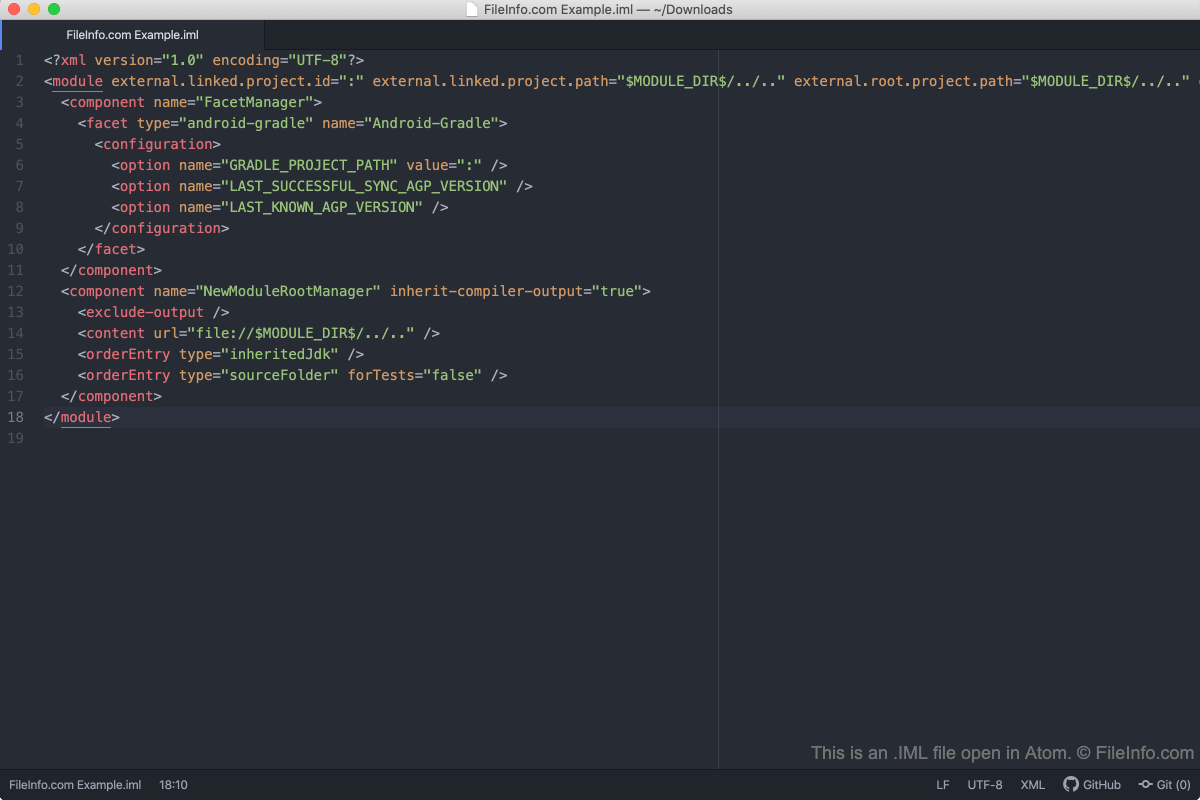 FileInfo.com Example.iml — ~/Downloads
FileInfo.com Example.iml
1 <?xml version="1.0" encoding="UTF-8"?>
2 <module external.linked.project.id=":" external.linked.project.path="$MODULE_DIR$/../.." external.root.project.path="$MODULE_DIR$/../.."
3 <component name="FacetManager">
4 <facet type="android-gradle" name="Android-Gradle">
5 <configuration>
6 <option name="GRADLE_PROJECT_PATH" value=":" />
7 <option name="LAST_SUCCESSFUL_SYNC_AGP_VERSION" />
8 <option name="LAST_KNOWN_AGP_VERSION" />
9 </configuration>
10 </facet>
11 </component>
12 <component name="NewModuleRootManager" inherit-compiler-output="true">
13 <exclude-output />
14 <content url="file://$MODULE_DIR$/../.." />
15 <orderEntry type="inheritedJdk" />
16 <orderEntry type="sourceFolder" forTests="false" />
17 </component>
18 </module>
19
This is an .IML file open in Atom. © FileInfo.com
FileInfo.com Example.iml 18:10 LF UTF-8 XML GitHub Git (0)